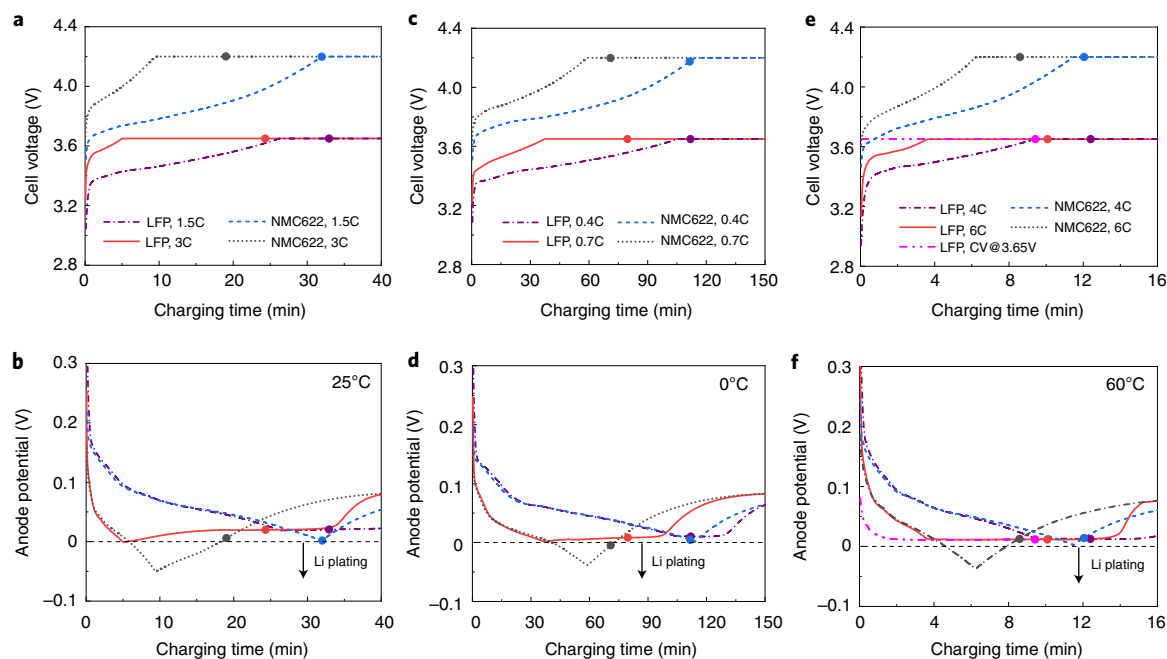 a
4.4
4.0
3.6
3.2
2.8
Cell voltage (V)
LFP, 1.5C
NMC622, 1.5C
LFP, 3C
NMC622, 3C
0
10
20
30
40
Charging time (min)
c
4.4
4.0
3.6
3.2
2.8
Cell voltage (V)
LFP, 0.4C
NMC622, 0.4C
LFP, 0.7C
NMC622, 0.7C
0
30
60
90
120
150
Charging time (min)
e
4.4
4.0
3.6
3.2
2.8
Cell voltage (V)
LFP, 4C
NMC622, 4C
LFP, 6C
NMC622, 6C
LFP, CV@3.65V
0
4
8
12
16
Charging time (min)
b
0.3
0.2
0.1
0
–0.1
Anode potential (V)
25°C
Li plating
0
10
20
30
40
Charging time (min)
d
0.3
0.2
0.1
0
–0.1
Anode potential (V)
0°C
Li plating
0
30
60
90
120
150
Charging time (min)
f
0.3
0.2
0.1
0
–0.1
Anode potential (V)
60°C
Li plating
0
4
8
12
16
Charging time (min)